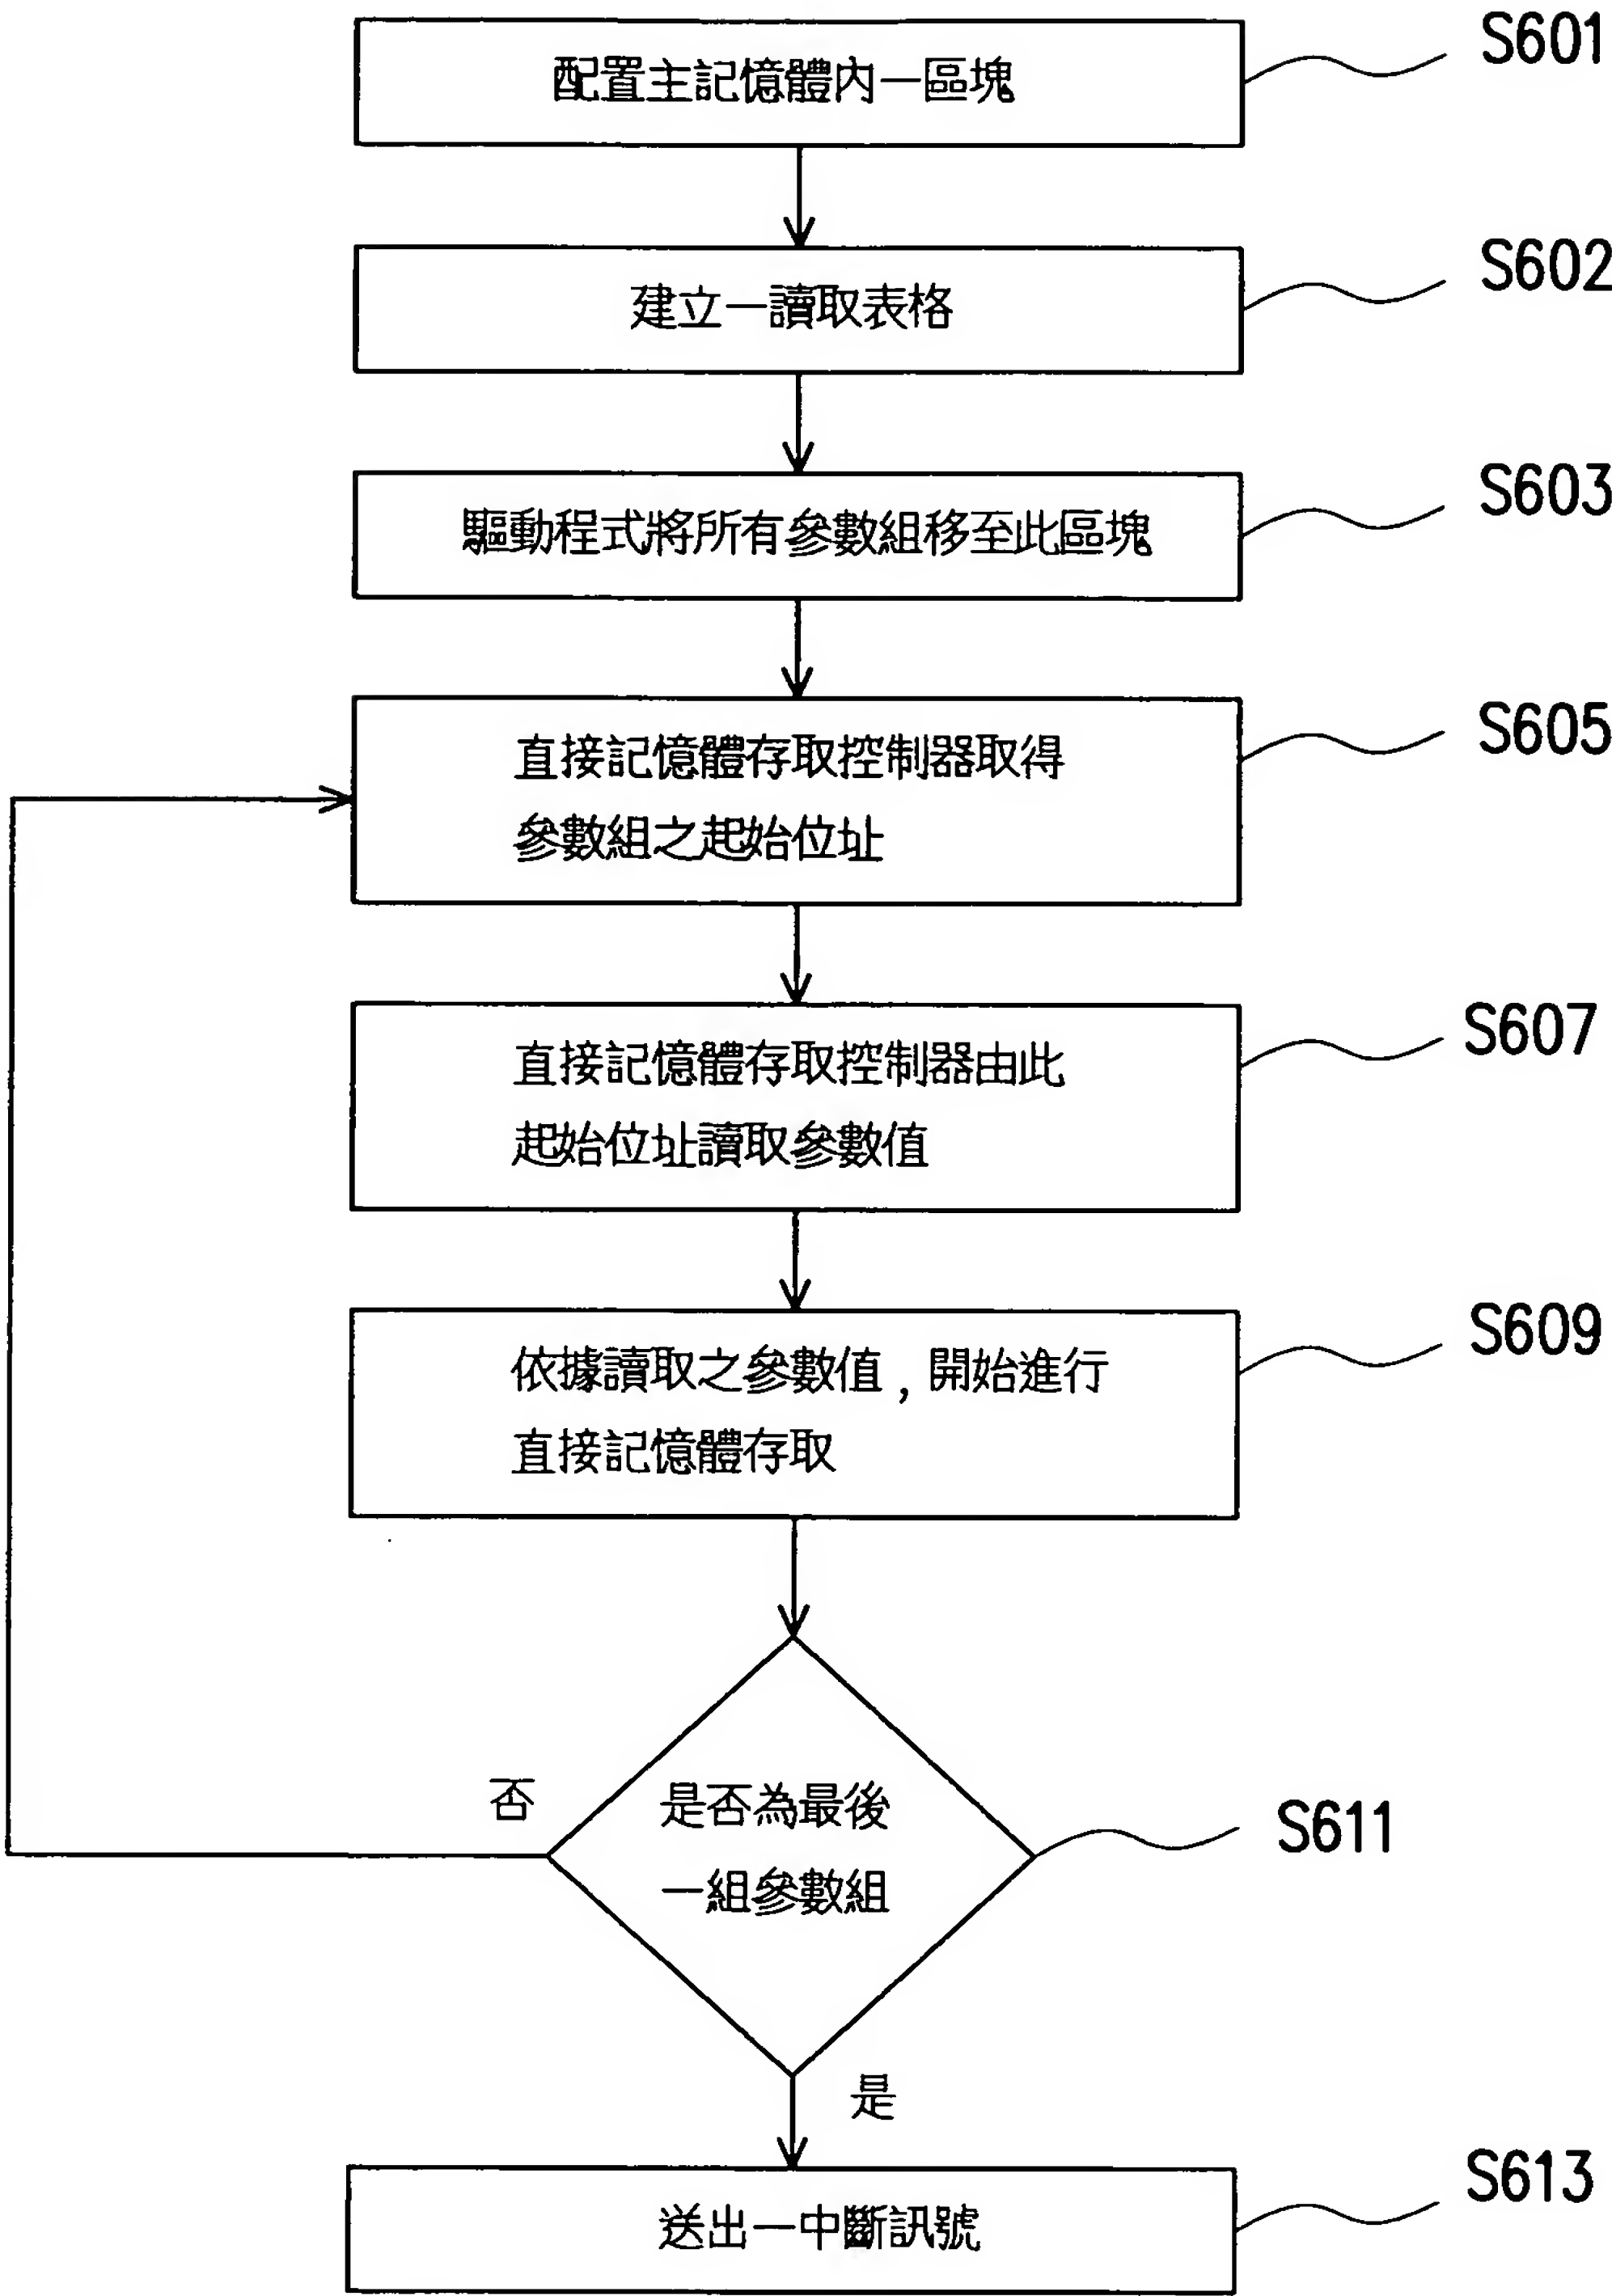 配置主記憶體內一區塊
S601
建立一讀取表格
S602
驅動程式將所有參數組移至此區塊
S603
直接記憶體存取控制器取得
參數組之起始位址
S605
直接記憶體存取控制器由此
起始位址讀取參數值
S607
依據讀取之參數值,開始進行
直接記憶體存取
S609
否
是否為最後
一組參數組
S611
是
送出一中斷訊號
S613